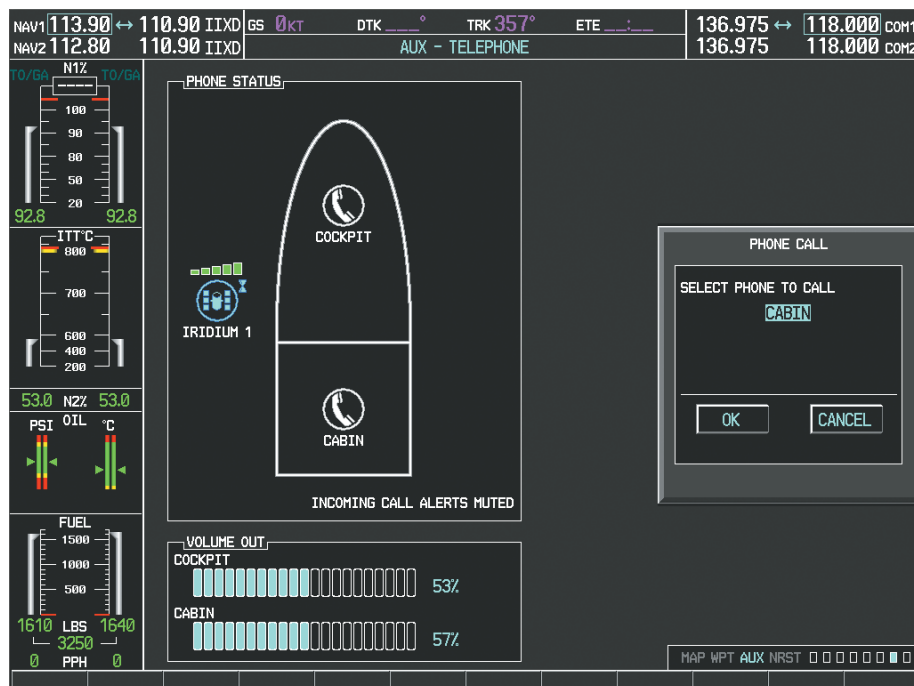 NAV1 113.90 ↔ 110.90 IIXD GS 0KT DTK ___° TRK 357° ETE __:__ 136.975 ↔ 118.000 COM1
NAV2 112.80 110.90 IIXD AUX - TELEPHONE 136.975 118.000 COM2
TO/GA N1% TO/GA
----
100
90
80
50
20
92.8 92.8
ITT°C
800
700
600
400
200
53.0 N2% 53.0
PSI OIL °C
FUEL
1500
1000
500
1610 LBS 1640
3250
0 PPH 0
PHONE STATUS
COCKPIT
IRIDIUM 1
CABIN
INCOMING CALL ALERTS MUTED
VOLUME OUT
COCKPIT
53%
CABIN
57%
PHONE CALL
SELECT PHONE TO CALL
CABIN
OK CANCEL
MAP WPT AUX NRST